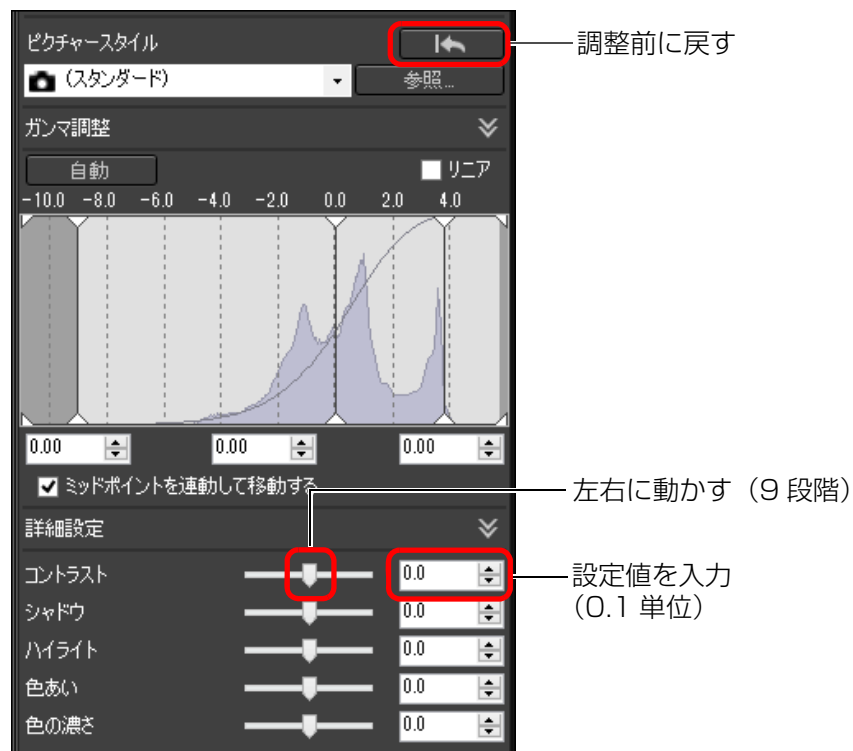 ピクチャースタイル
調整前に戻す
(スタンダード)
参照...
ガンマ調整
自動
リニア
-10.0 -8.0 -6.0 -4.0 -2.0 0.0 2.0 4.0
0.00 0.00 0.00
ミッドポイントを連動して移動する
左右に動かす（9 段階）
詳細設定
コントラスト 0.0
設定値を入力
（0.1 単位）
シャドウ 0.0
ハイライト 0.0
色あい 0.0
色の濃さ 0.0